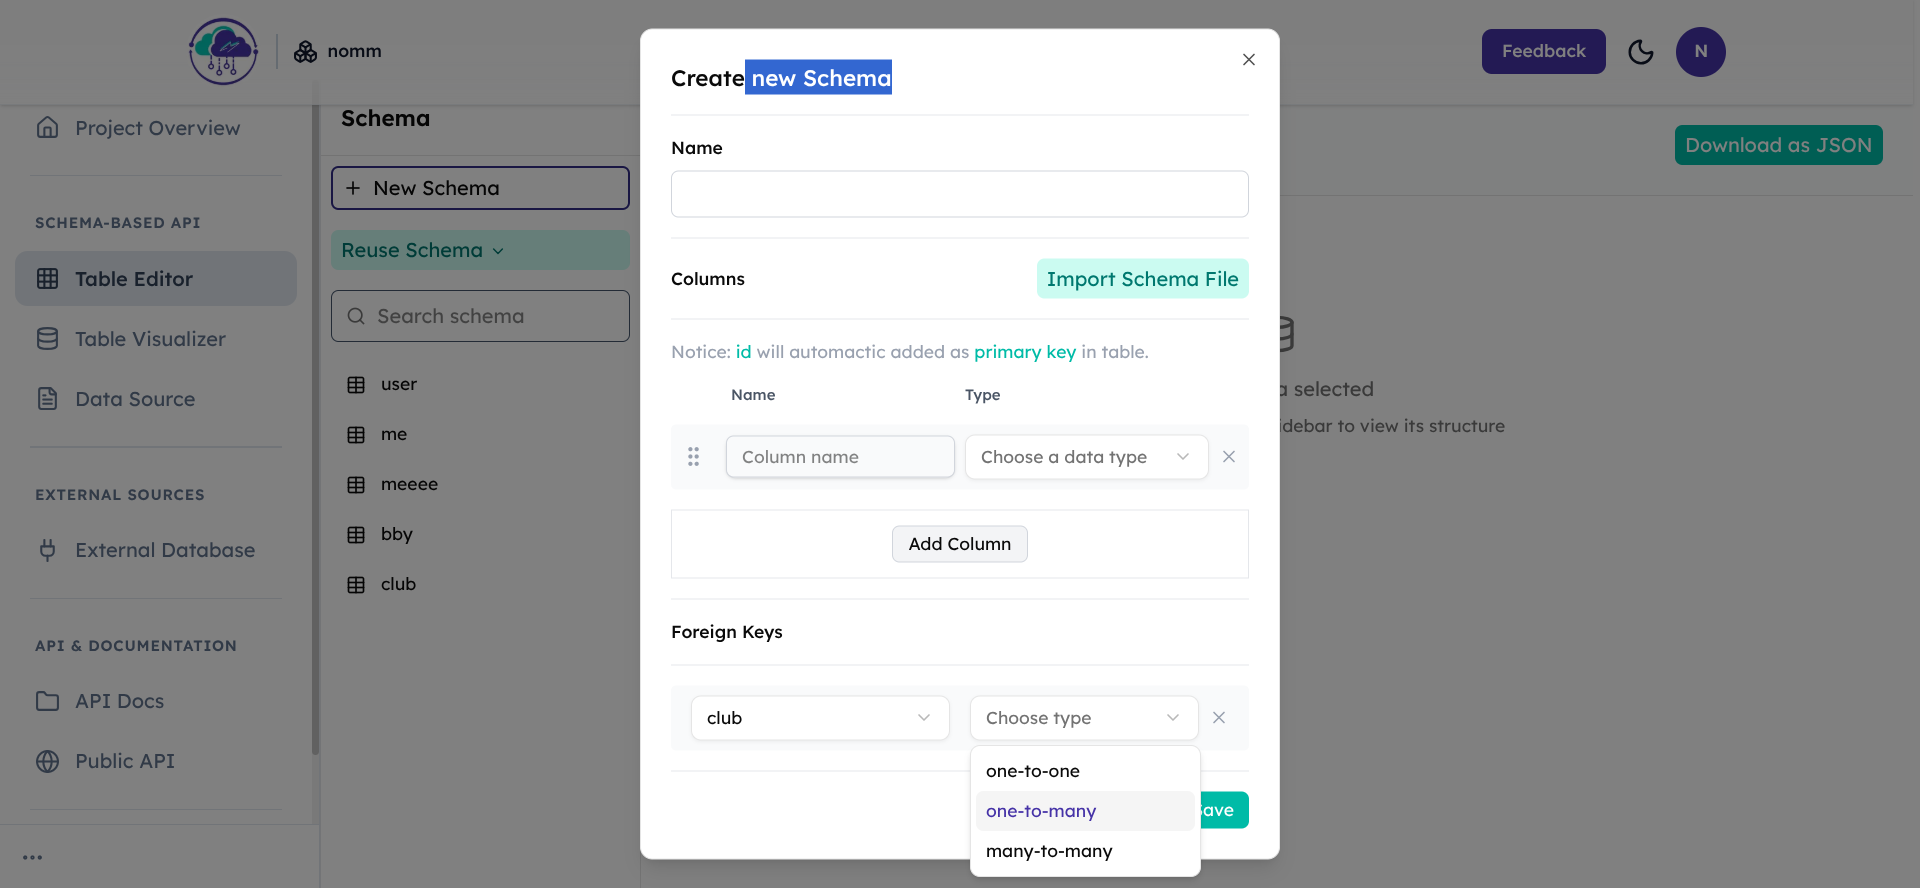 nomm
Feedback
N
Project Overview
SCHEMA-BASED API
Table Editor
Table Visualizer
Data Source
EXTERNAL SOURCES
External Database
API & DOCUMENTATION
API Docs
Public API
Schema
+ New Schema
Reuse Schema
Search schema
user
me
meeee
bby
club
Download as JSON
selected
idebar to view its structure
Create new Schema
Name
Columns
Import Schema File
Notice: id will automactic added as primary key in table.
Name Type
Column name Choose a data type
Add Column
Foreign Keys
club Choose type
one-to-one
one-to-many
many-to-many
Save